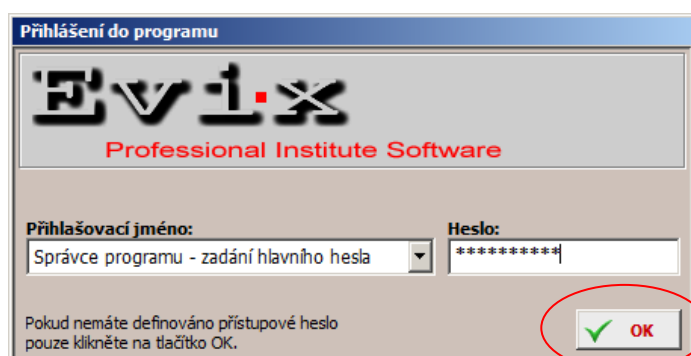 Přihlášení do programu
Evi.x
Professional Institute Software
Přihlašovací jméno:
Heslo:
Správce programu - zadání hlavního hesla
**********
Pokud nemáte definováno přístupové heslo
pouze klikněte na tlačítko OK.
OK